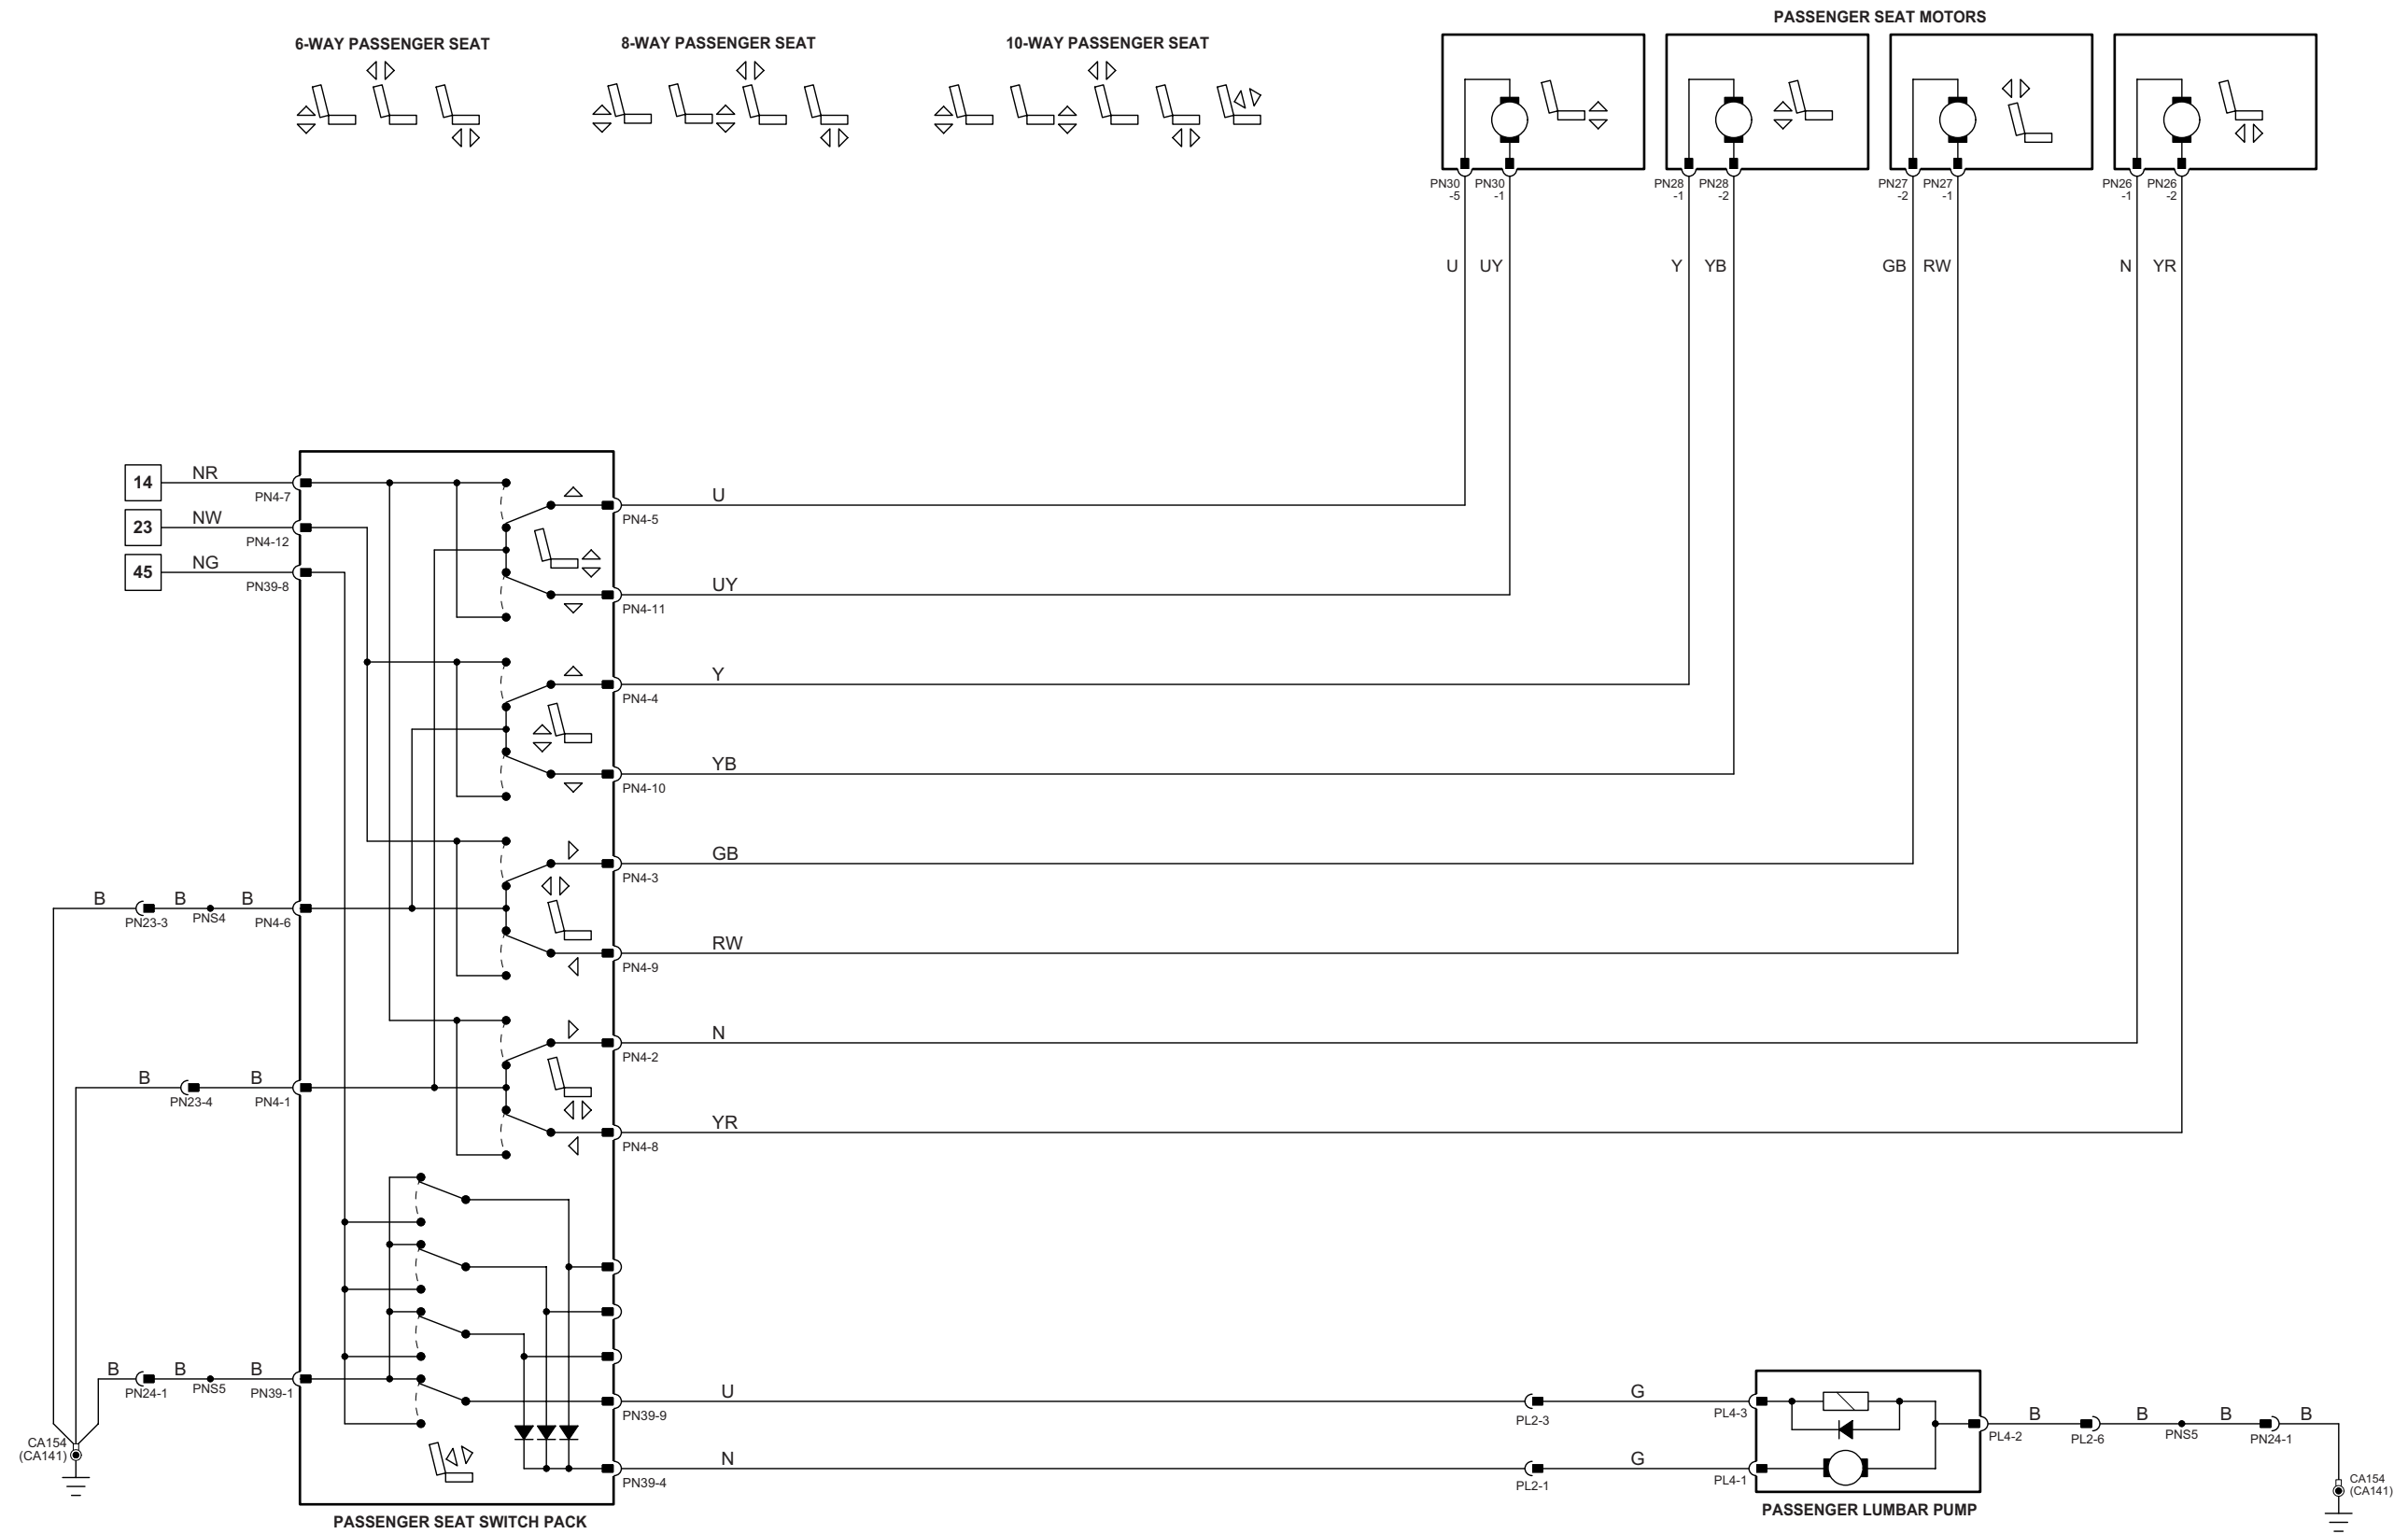 PASSENGER SEAT MOTORS
6-WAY PASSENGER SEAT
8-WAY PASSENGER SEAT
10-WAY PASSENGER SEAT
PN30 -5
PN30 -1
PN28 -1
PN28 -2
PN27 -2
PN27 -1
PN26 -1
PN26 -2
U
UY
Y
YB
GB
RW
N
YR
14
NR
PN4-7
23
NW
PN4-12
45
NG
PN39-8
U
PN4-5
UY
PN4-11
Y
PN4-4
YB
PN4-10
GB
PN4-3
B
PN23-3
B
PNS4
B
PN4-6
RW
PN4-9
N
PN4-2
B
PN23-4
B
PN4-1
YR
PN4-8
B
PN24-1
B
PNS5
B
PN39-1
U
PN39-9
PL2-3
G
PL4-3
N
PN39-4
PL2-1
G
PL4-1
B
PL4-2
PL2-6
B
PNS5
B
PN24-1
B
CA154
(CA141)
CA154
(CA141)
PASSENGER LUMBAR PUMP
PASSENGER SEAT SWITCH PACK